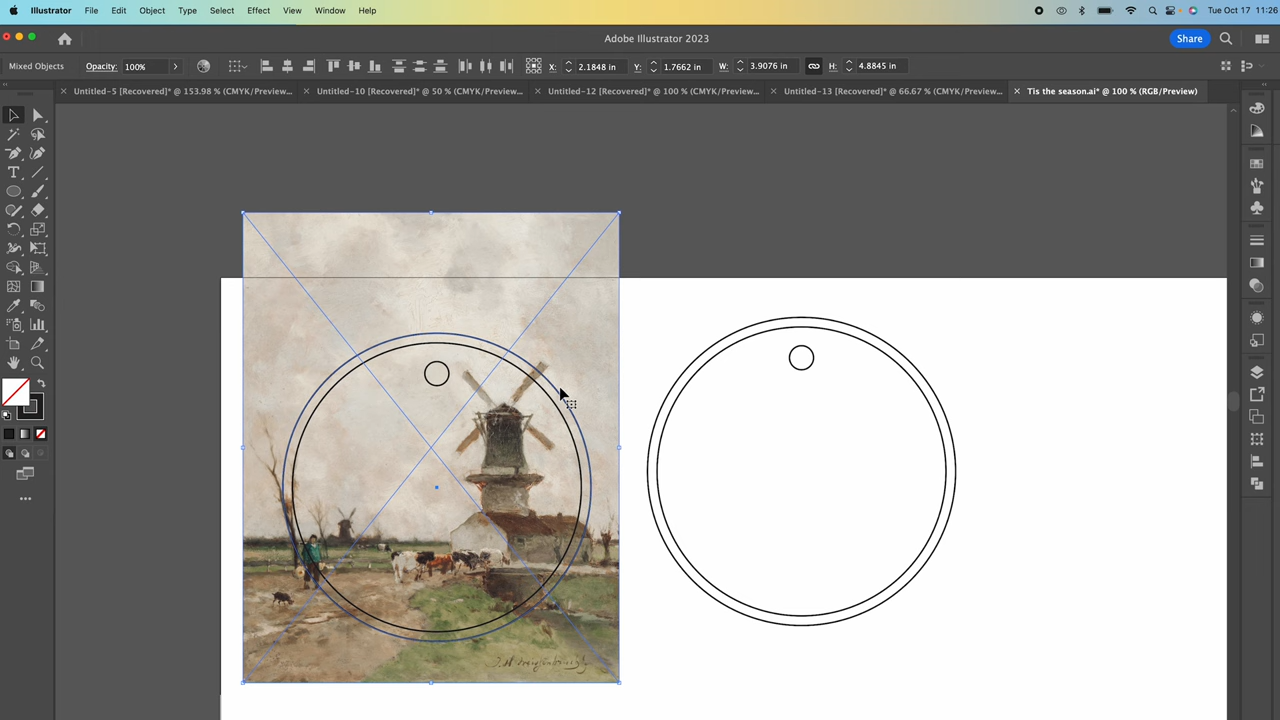 Illustrator File Edit Object Type Select Effect View Window Help Tue Oct 17 11:26
Adobe Illustrator 2023 Share
Mixed Objects Opacity: 100% X: 2.1848 in Y: 1.7662 in W: 3.9076 in H: 4.8845 in
Untitled-5 [Recovered]* @ 153.98 % (CMYK/Preview... Untitled-10 [Recovered]* @ 50 % (CMYK/Preview... Untitled-12 [Recovered]* @ 100 % (CMYK/Preview... Untitled-13 [Recovered]* @ 66.67 % (CMYK/Preview... Tis the season.ai* @ 100 % (RGB/Preview)